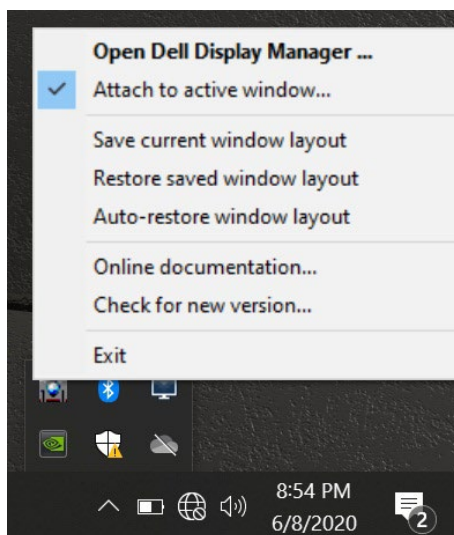 Open Dell Display Manager ...
Attach to active window...
Save current window layout
Restore saved window layout
Auto-restore window layout
Online documentation...
Check for new version...
Exit
8:54 PM
6/8/2020
2